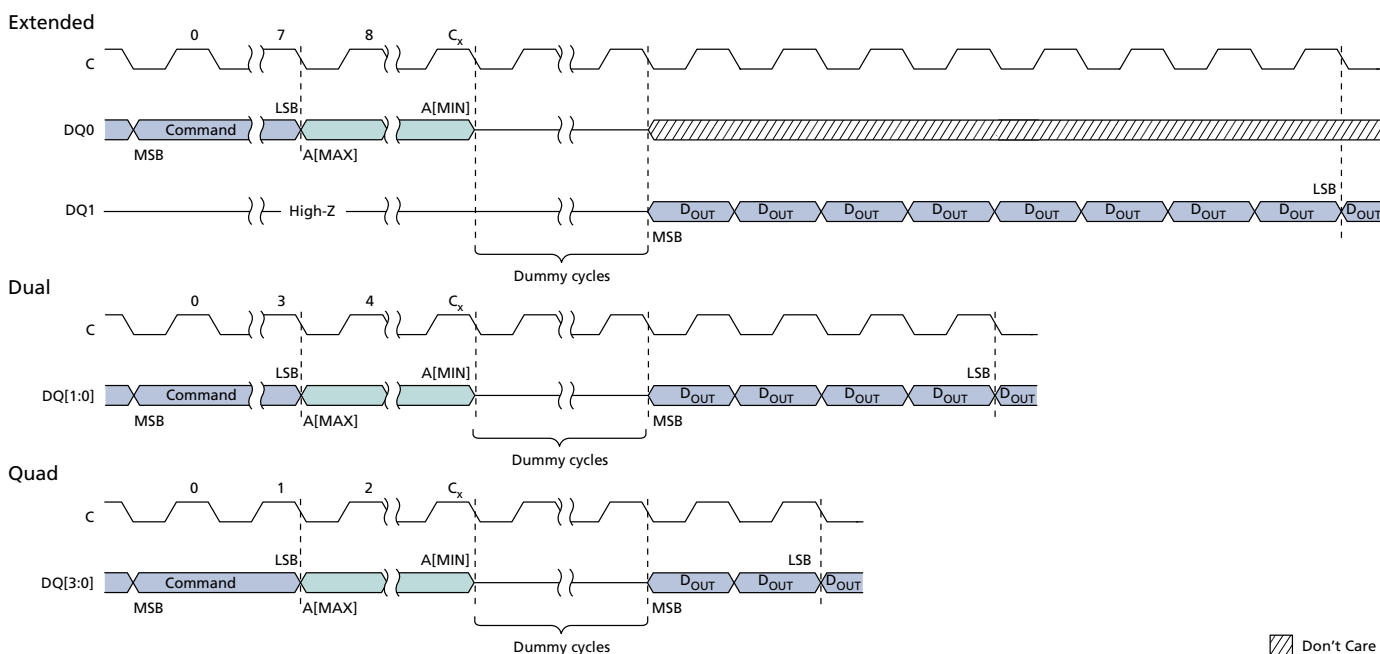 Extended
0 7 8 Cx
C
LSB A[MIN]
DQ0 Command
MSB A[MAX]
LSB
DQ1 High-Z DOUT DOUT DOUT DOUT DOUT DOUT DOUT DOUT DOUT
MSB
Dummy cycles
Dual
0 3 4 Cx
C
LSB A[MIN] LSB
DQ[1:0] Command DOUT DOUT DOUT DOUT DOUT
MSB A[MAX] MSB
Dummy cycles
Quad
0 1 2 Cx
C
LSB A[MIN] LSB
DQ[3:0] Command DOUT DOUT DOUT
MSB A[MAX] MSB
Dummy cycles
Don't Care